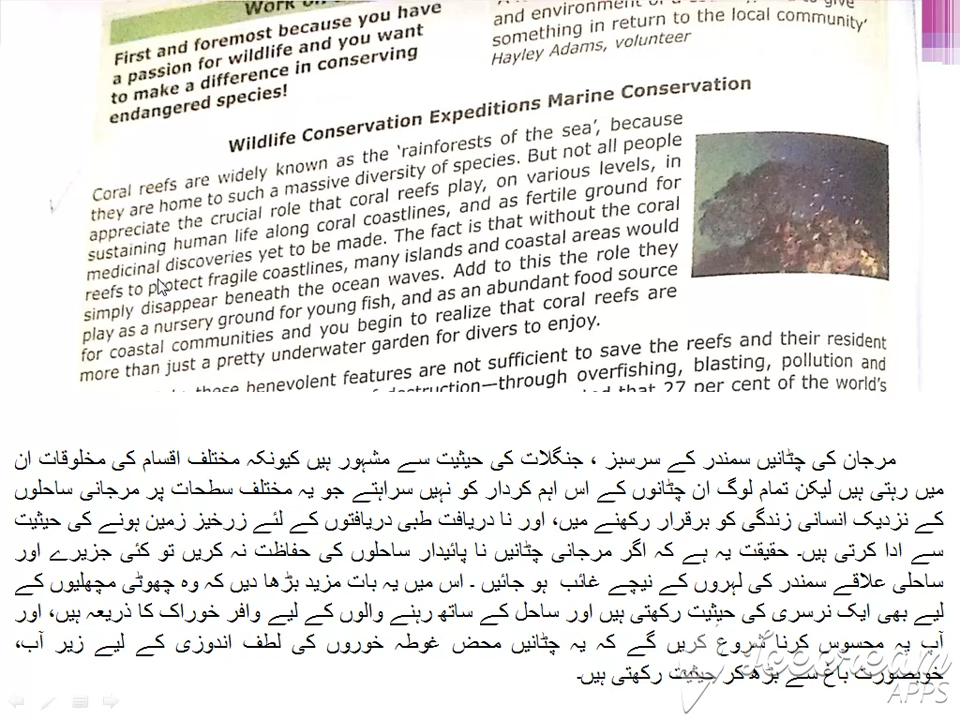 Work on
First and foremost because you have
a passion for wildlife and you want
to make a difference in conserving
endangered species!
and environment of a
something in return to the local community'
Hayley Adams, volunteer
Wildlife Conservation Expeditions Marine Conservation
Coral reefs are widely known as the 'rainforests of the sea', because
they are home to such a massive diversity of species. But not all people
appreciate the crucial role that coral reefs play, on various levels, in
sustaining human life along coral coastlines, and as fertile ground for
medicinal discoveries yet to be made. The fact is that without the coral
reefs to protect fragile coastlines, many islands and coastal areas would
simply disappear beneath the ocean waves. Add to this the role they
play as a nursery ground for young fish, and as an abundant food source
for coastal communities and you begin to realize that coral reefs are
more than just a pretty underwater garden for divers to enjoy.
these benevolent features are not sufficient to save the reefs and their resident
destruction—through overfishing, blasting, pollution and
that 27 per cent of the world's
مرجان کی چٹانیں سمندر کے سرسبز ، جنگلات کی حیثیت سے مشہور ہیں کیونکہ مختلف اقسام کی مخلوقات ان
میں رہتی ہیں لیکن تمام لوگ ان چٹانوں کے اس اہم کردار کو نہیں سراہتے جو یہ مختلف سطحات پر مرجانی ساحلوں
کے نزدیک انسانی زندگی کو برقرار رکھنے میں، اور نا دریافت طبی دریافتوں کے لئے زرخیز زمین ہونے کی حیثیت
سے ادا کرتی ہیں۔ حقیقت یہ ہے کہ اگر مرجانی چٹانیں نا پائیدار ساحلوں کی حفاظت نہ کریں تو کئی جزیرے اور
ساحلی علاقے سمندر کی لہروں کے نیچے غائب ہو جائیں ۔ اس میں یہ بات مزید بڑھا دیں کہ وہ چھوٹی مچھلیوں کے
لیے بھی ایک نرسری کی حیثیت رکھتی ہیں اور ساحل کے ساتھ رہنے والوں کے لیے وافر خوراک کا ذریعہ ہیں، اور
آپ یہ محسوس کرنا شروع کریں گے کہ یہ چٹانیں محض غوطہ خوروں کی لطف اندوزی کے لیے زیر آب،
خوبصورت باغ سے بڑھ کر حیثیت رکھتی ہیں۔
Icecream
APPS